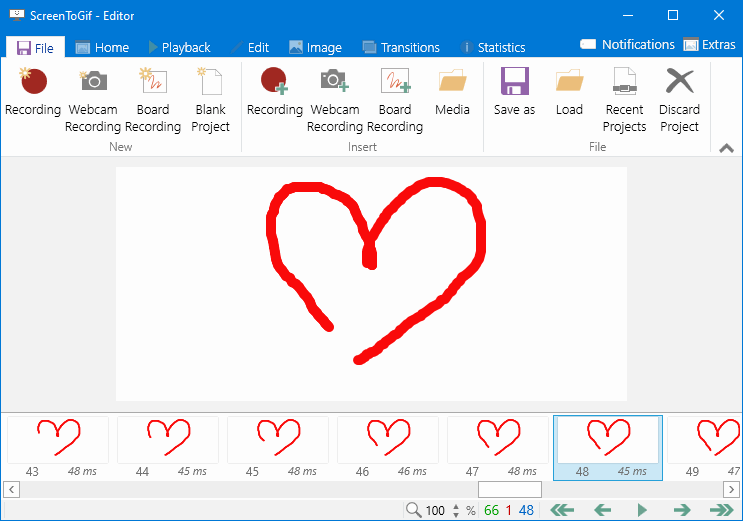 ScreenToGif - Editor
File Home Playback Edit Image Transitions Statistics Notifications Extras
Recording Webcam Recording Board Recording Blank Project Recording Webcam Recording Board Recording Media Save as Load Recent Projects Discard Project
New Insert File
43 48 ms 44 45 ms 45 48 ms 46 46 ms 47 48 ms 48 45 ms 49 47
100 % 66 1 48